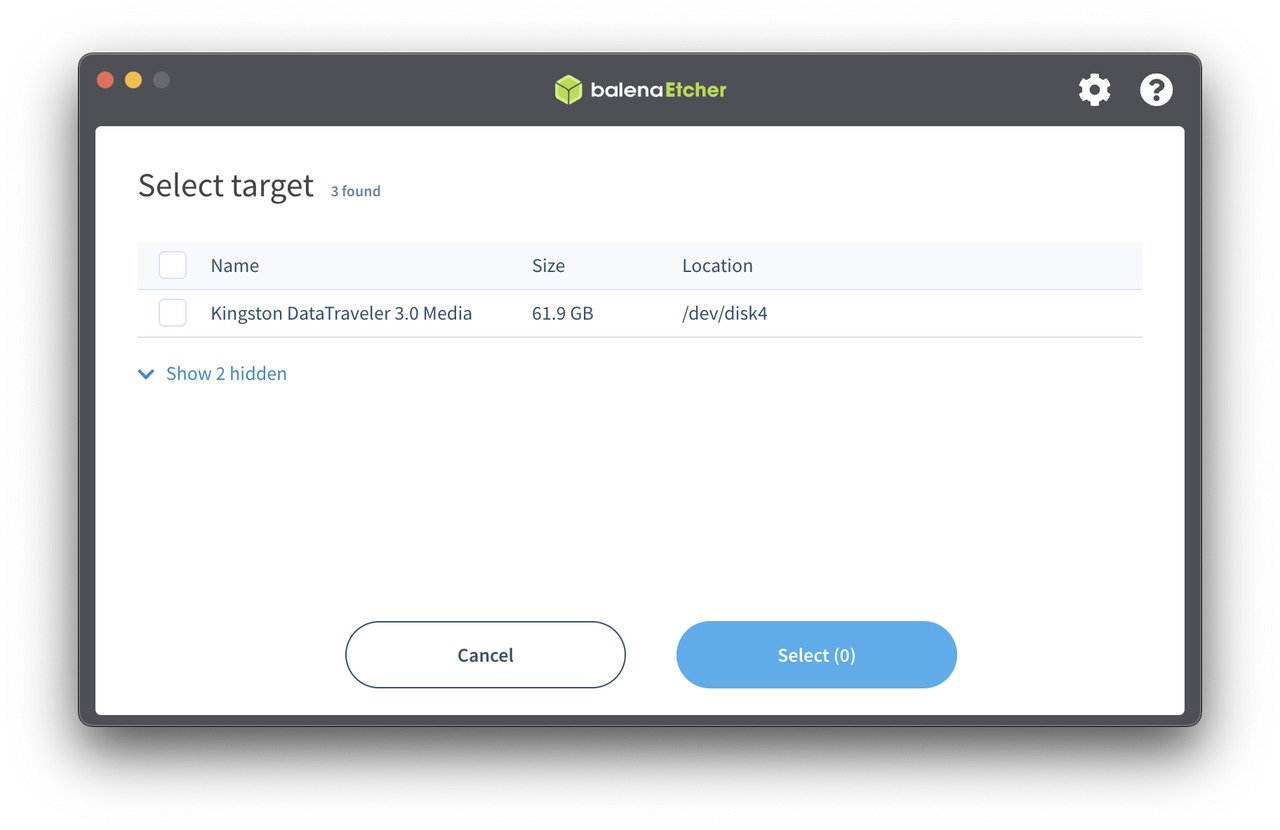 balenaEtcher
Select target 3 found
Name Size Location
Kingston DataTraveler 3.0 Media 61.9 GB /dev/disk4
Show 2 hidden
Cancel Select (0)